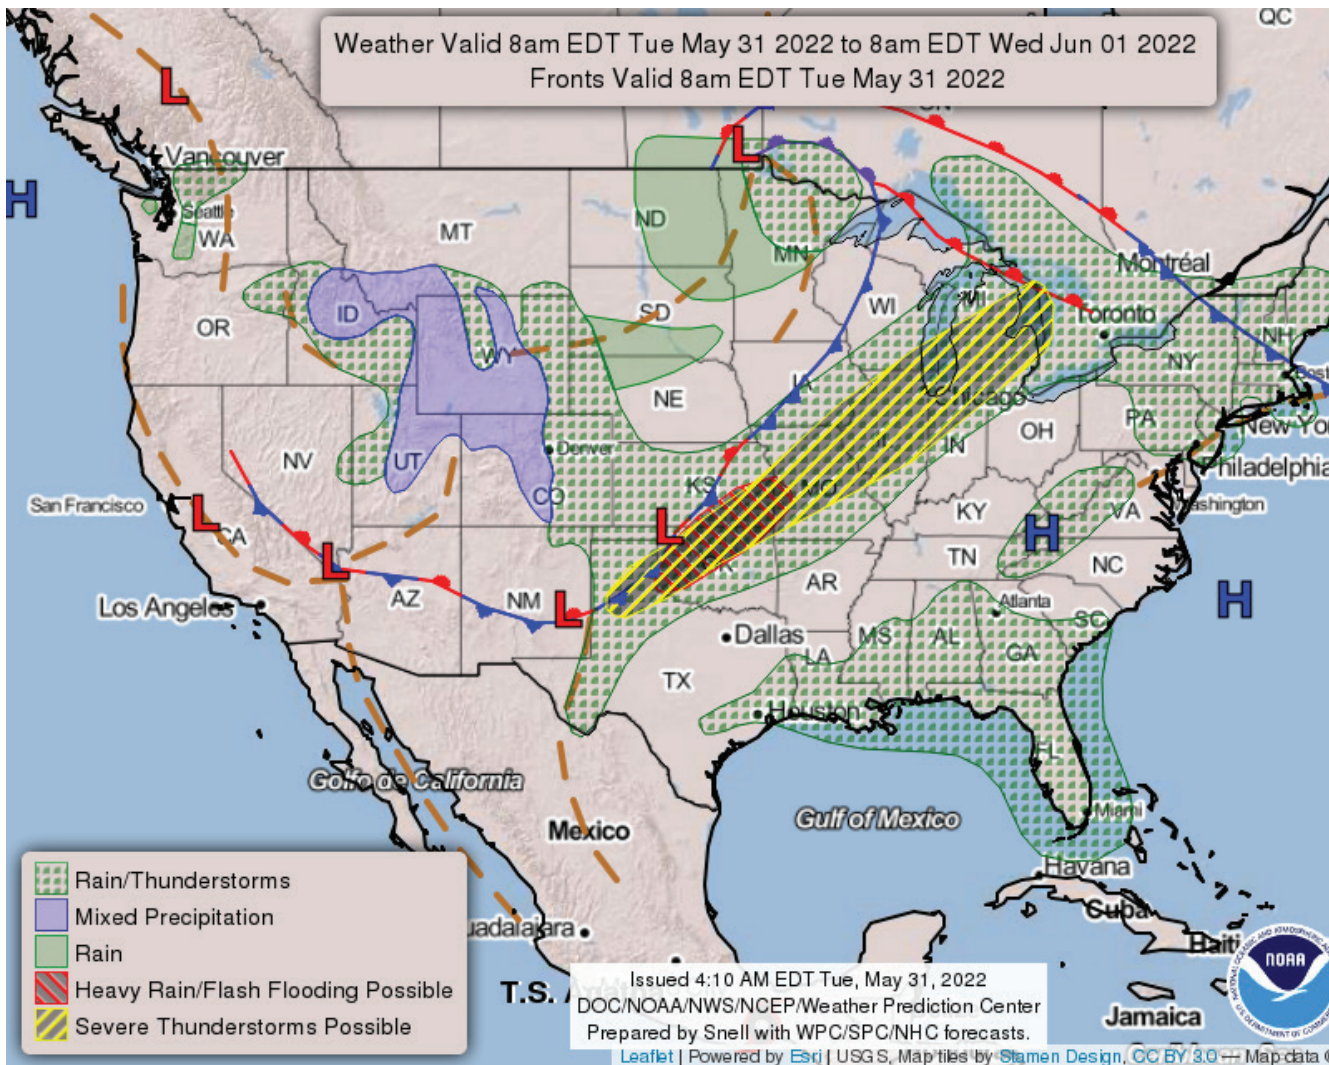 QC
Weather Valid 8am EDT Tue May 31 2022 to 8am EDT Wed Jun 01 2022
Fronts Valid 8am EDT Tue May 31 2022
L
L
Vancouver
H
Seattle
WA
MT
ND
MN
Montréal
OR
ID
WY
SD
WI
MI
Toronto
NH
NY
IA
NE
Chicago
PA
New Yo
NV
UT
Denver
CO
KS
MO
IL
IN
OH
Philadelphia
San Francisco
L
CA
L
KY
H
VA
Washington
TN
NC
Los Angeles
L
AZ
NM
L
OK
AR
Atlanta
H
Dallas
MS
AL
GA
SC
LA
TX
Houston
FL
Golfo de California
Gulf of Mexico
Miami
Mexico
Havana
Cuba
Haiti
Rain/Thunderstorms
Mixed Precipitation
Rain
Heavy Rain/Flash Flooding Possible
Severe Thunderstorms Possible
uadalajara
T.S.
Issued 4:10 AM EDT Tue, May 31, 2022
DOC/NOAA/NWS/NCEP/Weather Prediction Center
Prepared by Snell with WPC/SPC/NHC forecasts.
NOAA
Jamaica
Leaflet | Powered by Esri | USGS, Map tiles by Stamen Design, CC BY 3.0 — Map data ©